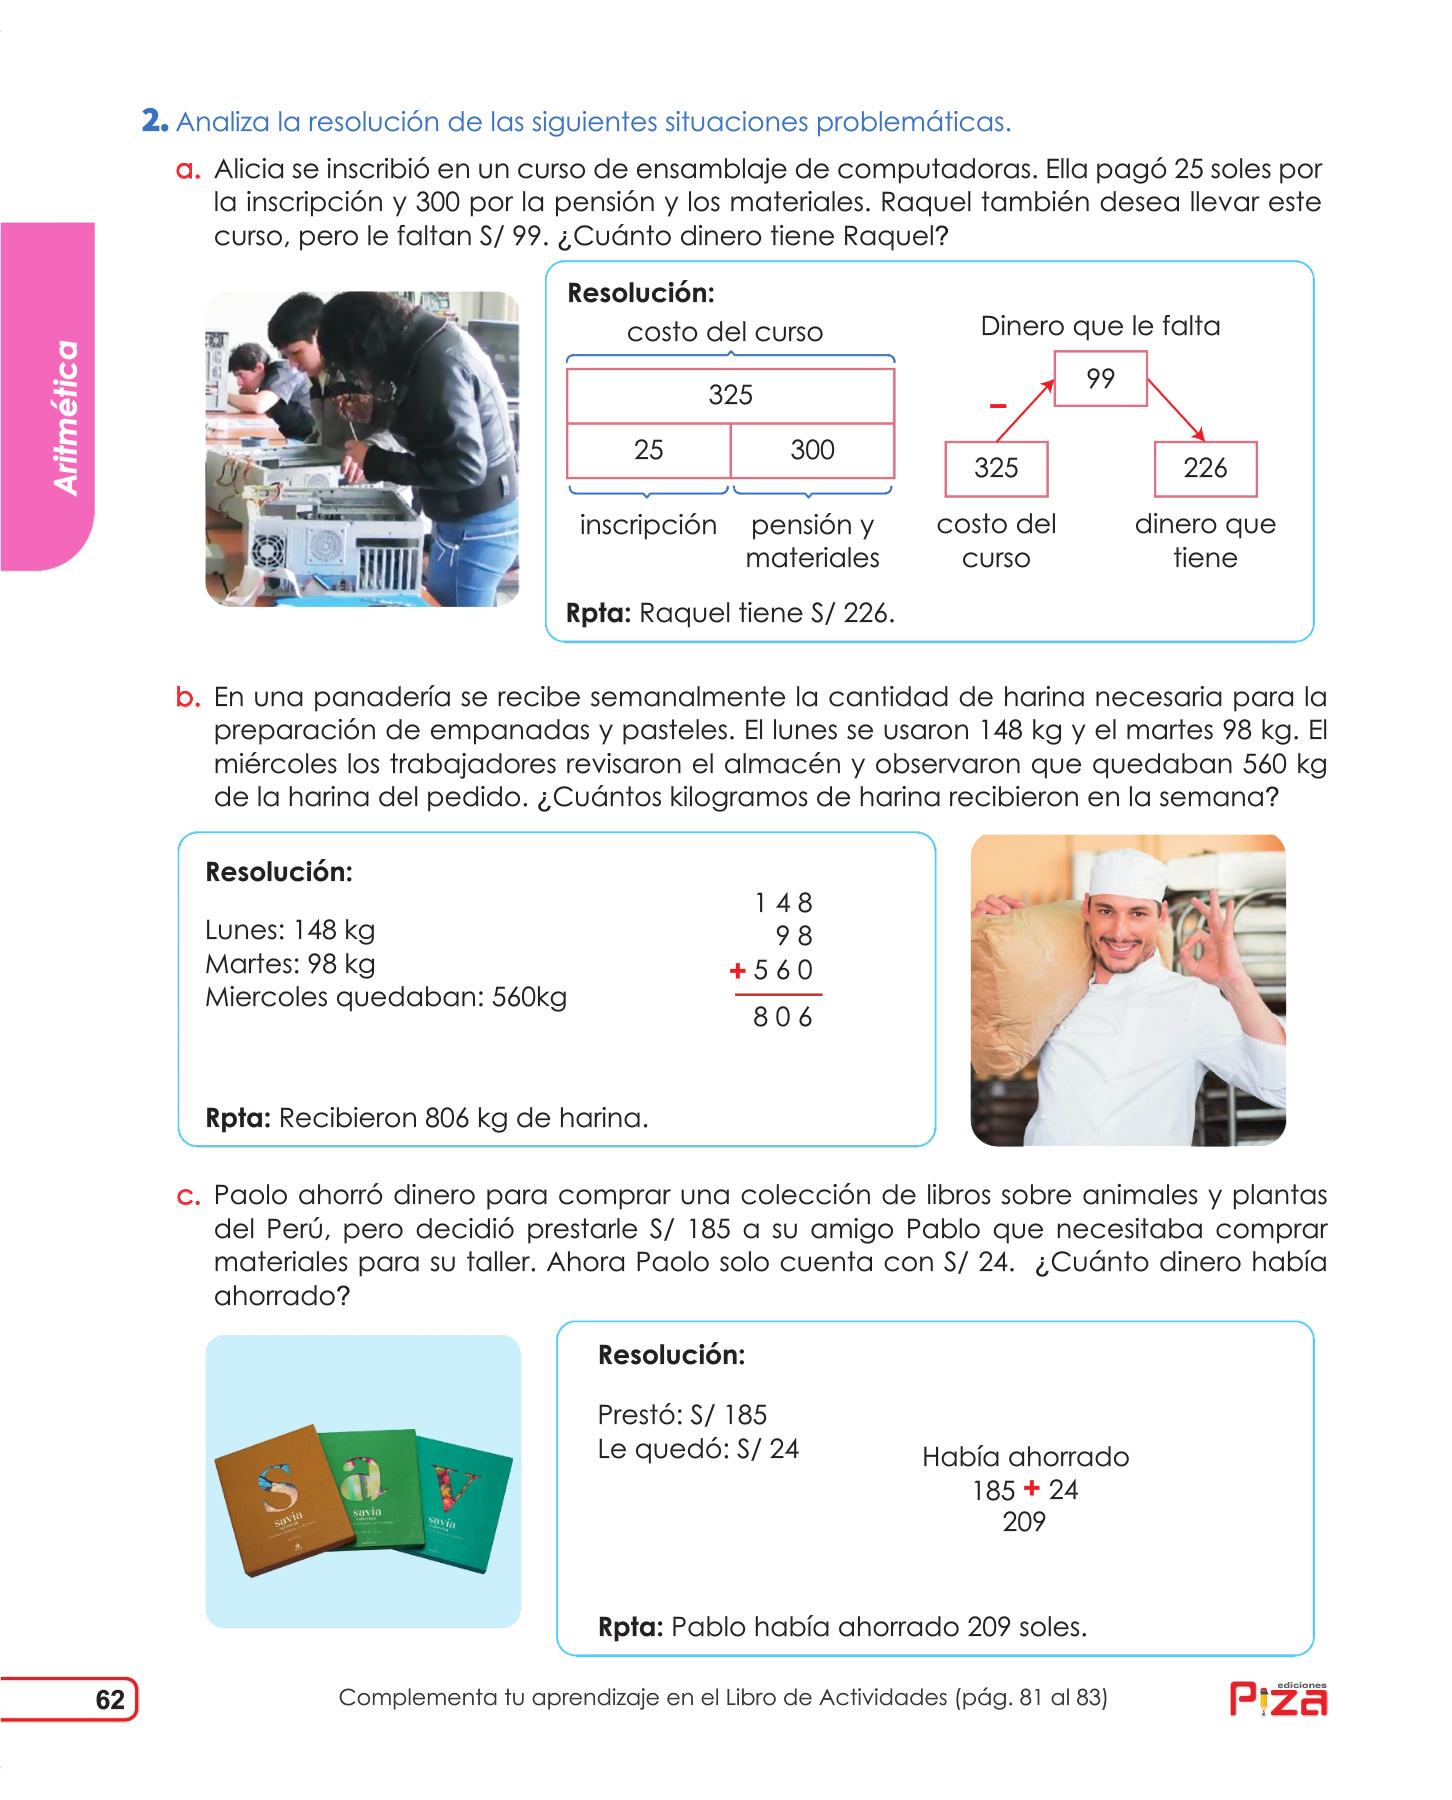 2. Analiza la resolución de las siguientes situaciones problemáticas.
a. Alicia se inscribió en un curso de ensamblaje de computadoras. Ella pagó 25 soles por
la inscripción y 300 por la pensión y los materiales. Raquel también desea llevar este
curso, pero le faltan S/ 99. ¿Cuánto dinero tiene Raquel?
Aritmética
Resolución:
costo del curso
325
25 300
inscripción pensión y
materiales
Dinero que le falta
99
–
325 226
costo del dinero que
curso tiene
Rpta: Raquel tiene S/ 226.
b. En una panadería se recibe semanalmente la cantidad de harina necesaria para la
preparación de empanadas y pasteles. El lunes se usaron 148 kg y el martes 98 kg. El
miércoles los trabajadores revisaron el almacén y observaron que quedaban 560 kg
de la harina del pedido. ¿Cuántos kilogramos de harina recibieron en la semana?
Resolución:
Lunes: 148 kg
Martes: 98 kg
Miercoles quedaban: 560kg
1 4 8
9 8
+ 5 6 0
8 0 6
Rpta: Recibieron 806 kg de harina.
c. Paolo ahorró dinero para comprar una colección de libros sobre animales y plantas
del Perú, pero decidió prestarle S/ 185 a su amigo Pablo que necesitaba comprar
materiales para su taller. Ahora Paolo solo cuenta con S/ 24. ¿Cuánto dinero había
ahorrado?
s a v
savia savia savia
Resolución:
Prestó: S/ 185
Le quedó: S/ 24
Había ahorrado
185 + 24
209
Rpta: Pablo había ahorrado 209 soles.
62
Complementa tu aprendizaje en el Libro de Actividades (pág. 81 al 83)
ediciones
Piza